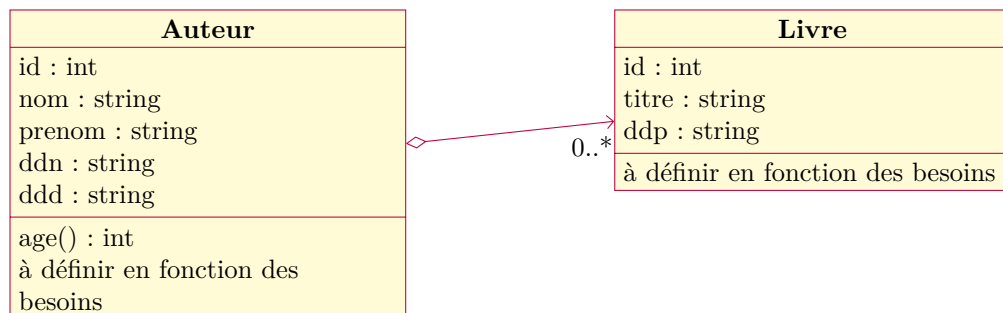 Auteur
id : int
nom : string
prenom : string
ddn : string
ddd : string
age() : int
à définir en fonction des
besoins
0..*
Livre
id : int
titre : string
ddp : string
à définir en fonction des besoins